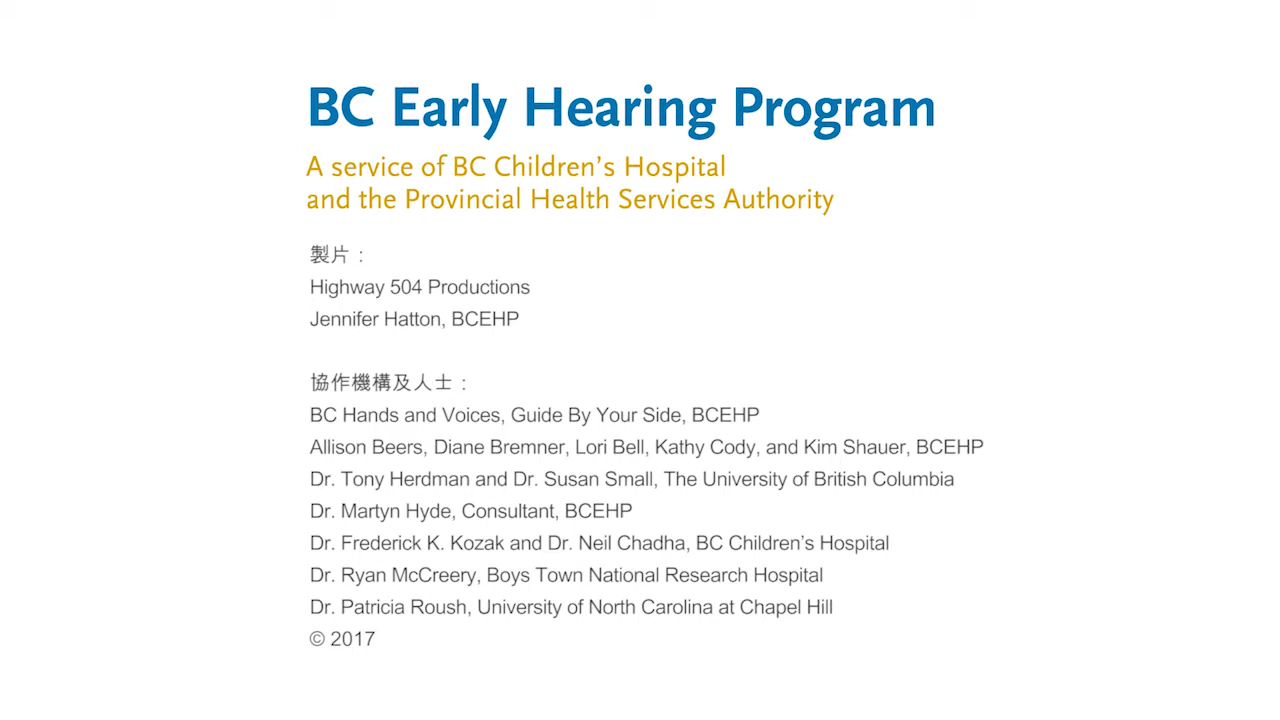 BC Early Hearing Program
A service of BC Children's Hospital
and the Provincial Health Services Authority
製片：
Highway 504 Productions
Jennifer Hatton, BCEHP
協作機構及人士：
BC Hands and Voices, Guide By Your Side, BCEHP
Allison Beers, Diane Bremner, Lori Bell, Kathy Cody, and Kim Shauer, BCEHP
Dr. Tony Herdman and Dr. Susan Small, The University of British Columbia
Dr. Martyn Hyde, Consultant, BCEHP
Dr. Frederick K. Kozak and Dr. Neil Chadha, BC Children's Hospital
Dr. Ryan McCreery, Boys Town National Research Hospital
Dr. Patricia Roush, University of North Carolina at Chapel Hill
© 2017